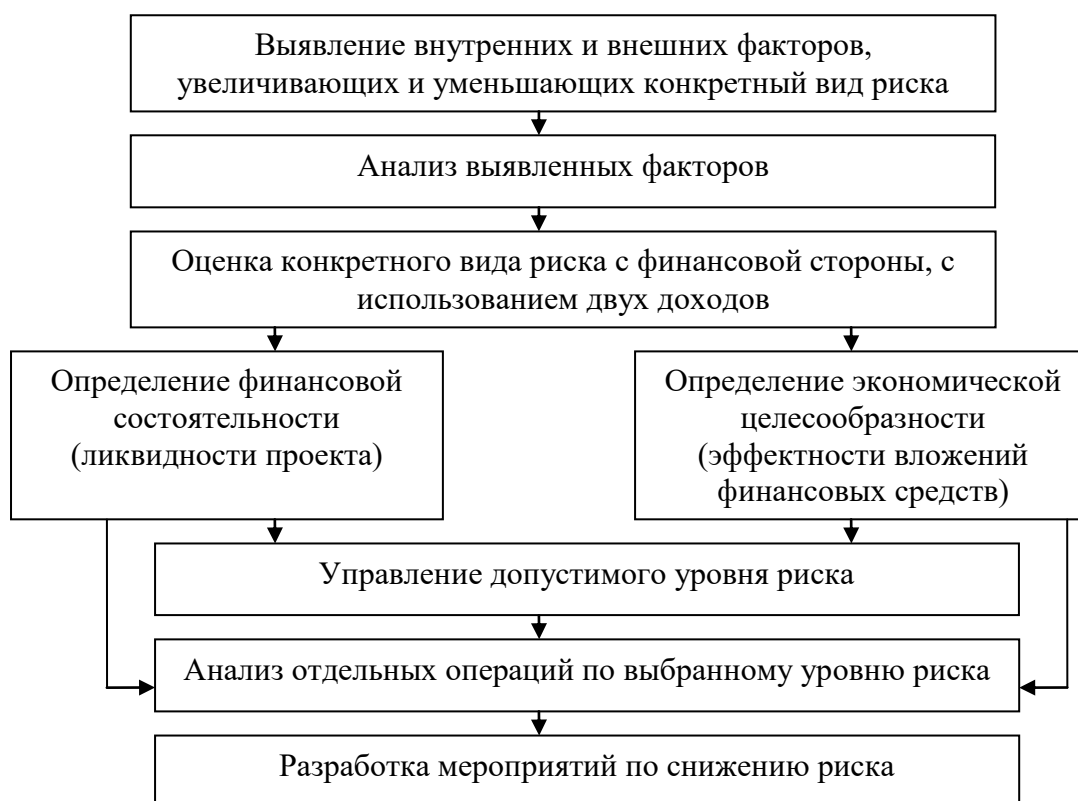 Выявление внутренних и внешних факторов,
увеличивающих и уменьшающих конкретный вид риска
Анализ выявленных факторов
Оценка конкретного вида риска с финансовой стороны, с
использованием двух доходов
Определение финансовой
состоятельности
(ликвидности проекта)
Определение экономической
целесообразности
(эффектности вложений
финансовых средств)
Управление допустимого уровня риска
Анализ отдельных операций по выбранному уровню риска
Разработка мероприятий по снижению риска